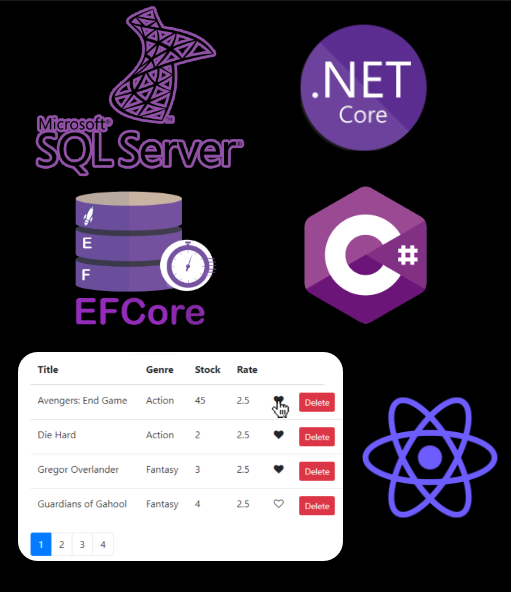 Microsoft®
SQL Server®
TM
.NET
Core
E
F
EFCore
C#
Title Genre Stock Rate
Avengers: End Game Action 45 2.5 Delete
Die Hard Action 2 2.5 Delete
Gregor Overlander Fantasy 3 2.5 Delete
Guardians of Gahool Fantasy 4 2.5 Delete
1 2 3 4